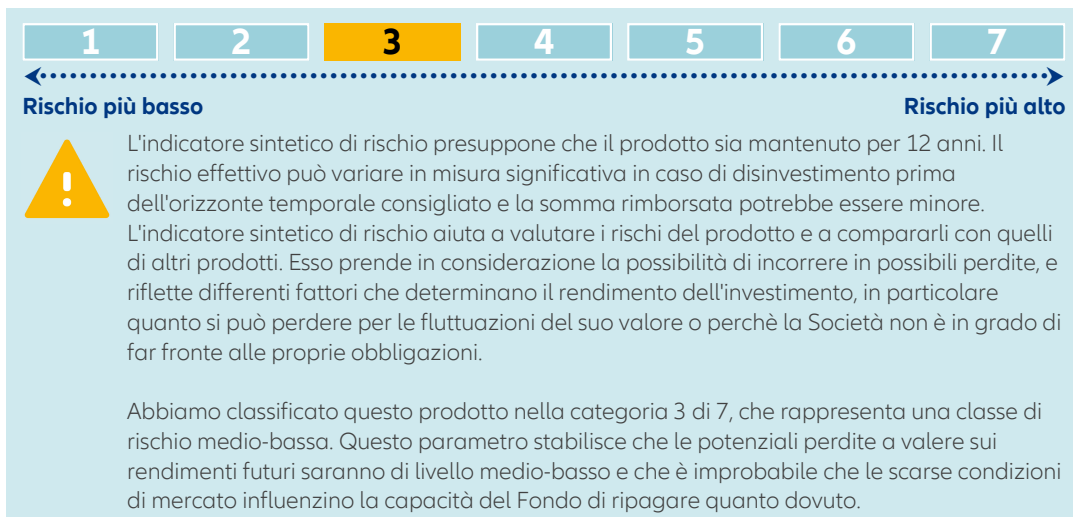 1 2 3 4 5 6 7
Rischio più basso Rischio più alto
L'indicatore sintetico di rischio presuppone che il prodotto sia mantenuto per 12 anni. Il
rischio effettivo può variare in misura significativa in caso di disinvestimento prima
dell'orizzonte temporale consigliato e la somma rimborsata potrebbe essere minore.
L'indicatore sintetico di rischio aiuta a valutare i rischi del prodotto e a compararli con quelli
di altri prodotti. Esso prende in considerazione la possibilità di incorrere in possibili perdite, e
riflette differenti fattori che determinano il rendimento dell'investimento, in particolare
quanto si può perdere per le fluttuazioni del suo valore o perchè la Società non è in grado di
far fronte alle proprie obbligazioni.
Abbiamo classificato questo prodotto nella categoria 3 di 7, che rappresenta una classe di
rischio medio-bassa. Questo parametro stabilisce che le potenziali perdite a valere sui
rendimenti futuri saranno di livello medio-basso e che è improbabile che le scarse condizioni
di mercato influenzino la capacità del Fondo di ripagare quanto dovuto.